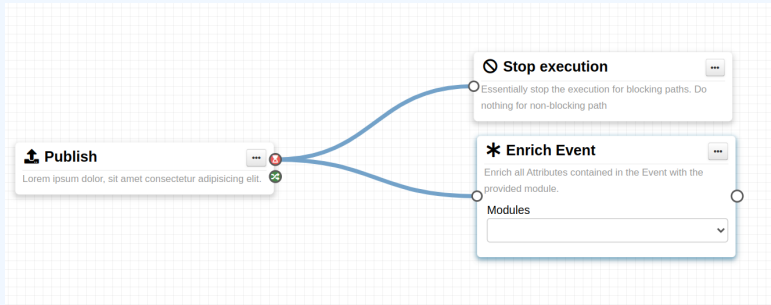 Stop execution
Essentially stop the execution for blocking paths. Do
nothing for non-blocking path
Publish
Lorem ipsum dolor, sit amet consectetur adipisicing elit.
Enrich Event
Enrich all Attributes contained in the Event with the
provided module.
Modules